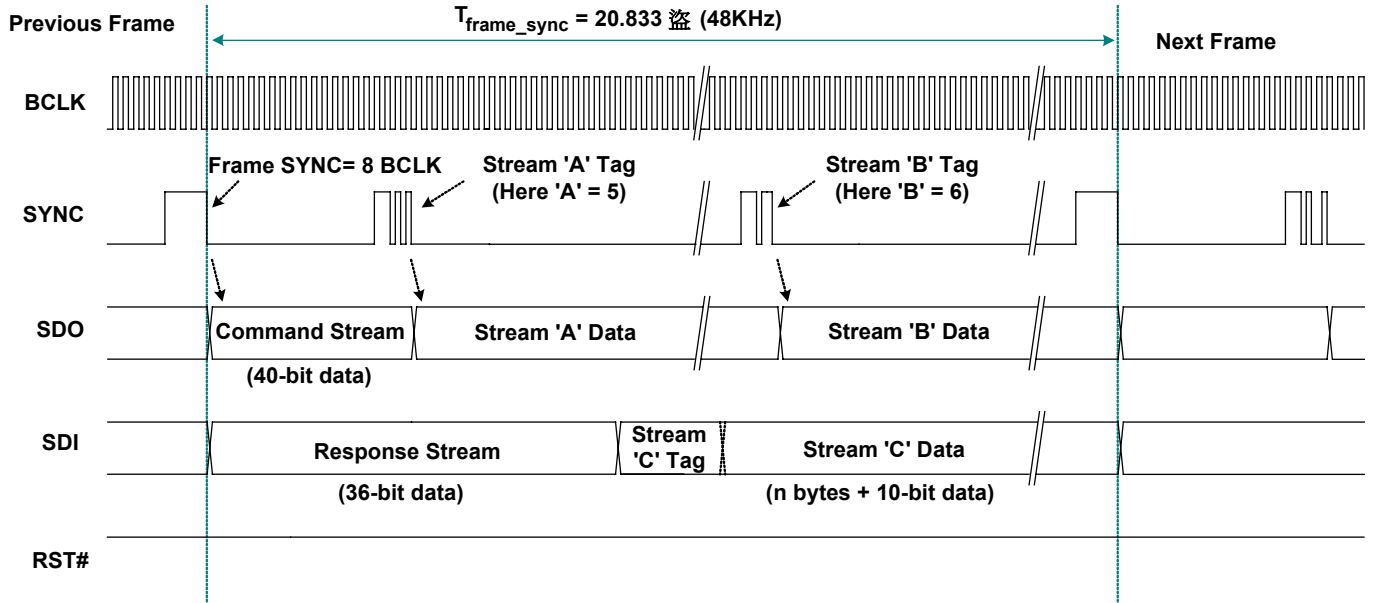 Previous Frame
T frame_sync = 20.833 盗 (48KHz)
Next Frame
BCLK
Frame SYNC= 8 BCLK
Stream 'A' Tag
(Here 'A' = 5)
Stream 'B' Tag
(Here 'B' = 6)
SYNC
SDO
Command Stream
Stream 'A' Data
Stream 'B' Data
(40-bit data)
SDI
Response Stream
Stream
'C' Tag
Stream 'C' Data
(36-bit data)
(n bytes + 10-bit data)
RST#